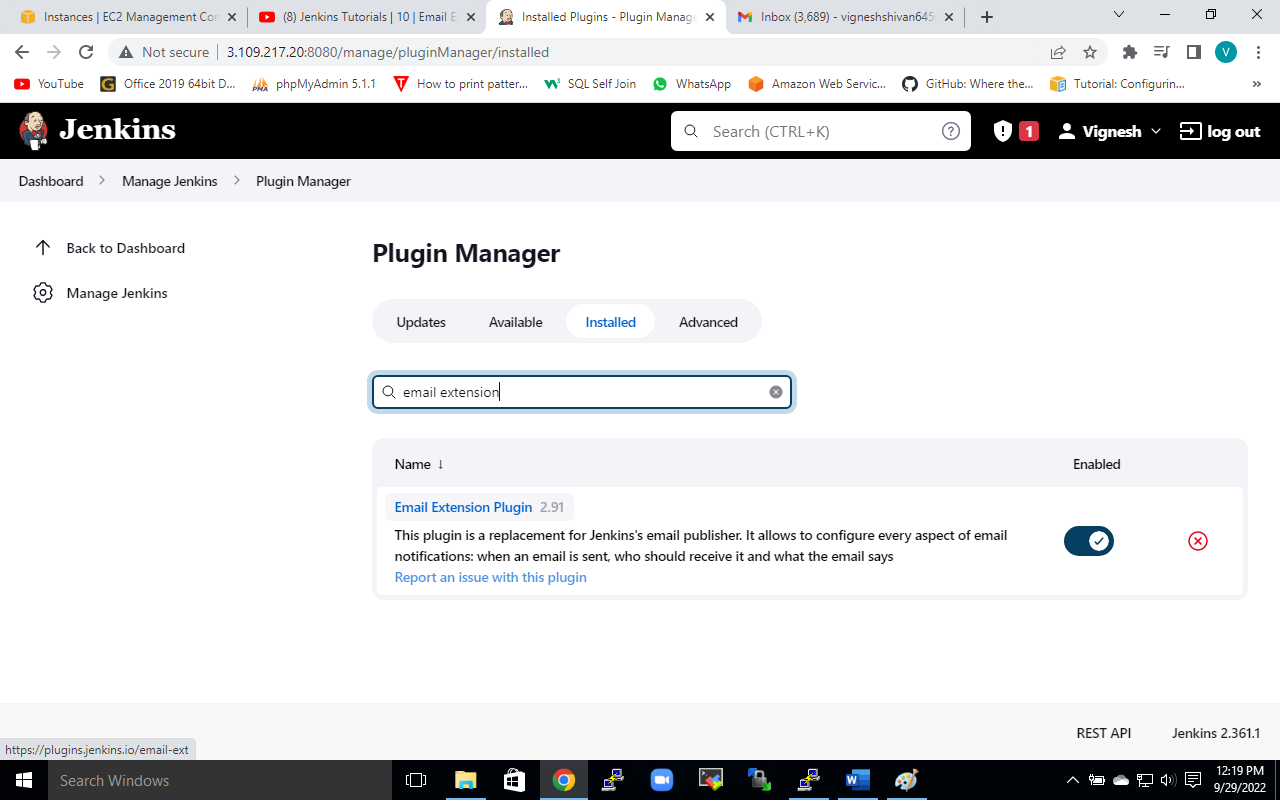 Instances | EC2 Management Con
(8) Jenkins Tutorials | 10 | Email E
Installed Plugins - Plugin Manage
Inbox (3,689) - vigneshshivan645
Not secure
3.109.217.20:8080/manage/pluginManager/installed
V
YouTube
Office 2019 64bit D...
phpMyAdmin 5.1.1
How to print patter...
SQL Self Join
WhatsApp
Amazon Web Servic...
GitHub: Where the...
Tutorial: Configurin...
»
Jenkins
Search (CTRL+K)
1
Vignesh
log out
Dashboard
Manage Jenkins
Plugin Manager
Back to Dashboard
Manage Jenkins
Plugin Manager
Updates
Available
Installed
Advanced
email extension
Name ↓
Enabled
Email Extension Plugin 2.91
This plugin is a replacement for Jenkins's email publisher. It allows to configure every aspect of email
notifications: when an email is sent, who should receive it and what the email says
Report an issue with this plugin
REST API
Jenkins 2.361.1
https://plugins.jenkins.io/email-ext
Search Windows
12:19 PM
9/29/2022